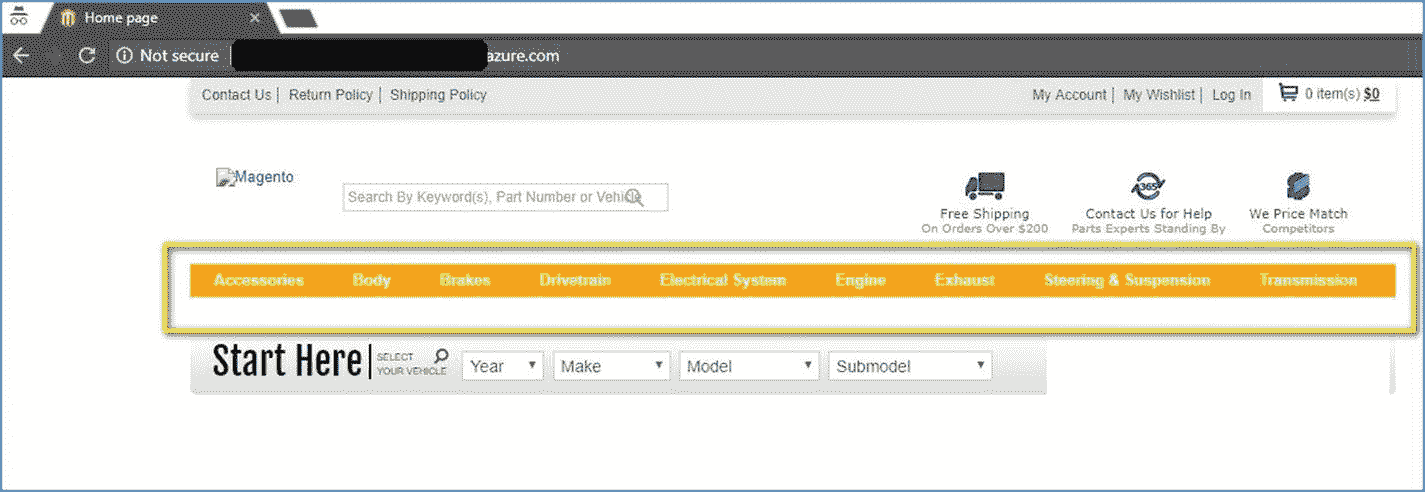 Home page
Not secure azure.com
Contact Us | Return Policy | Shipping Policy
My Account | My Wishlist | Log In
0 item(s) $0
Magento
Search By Keyword(s), Part Number or Vehicle
Free Shipping
On Orders Over $200
365
Contact Us for Help
Parts Experts Standing By
We Price Match
Competitors
Accessories Body Brakes Drivetrain Electrical System Engine Exhaust Steering & Suspension Transmission
Start Here
SELECT
YOUR VEHICLE
Year Make Model Submodel